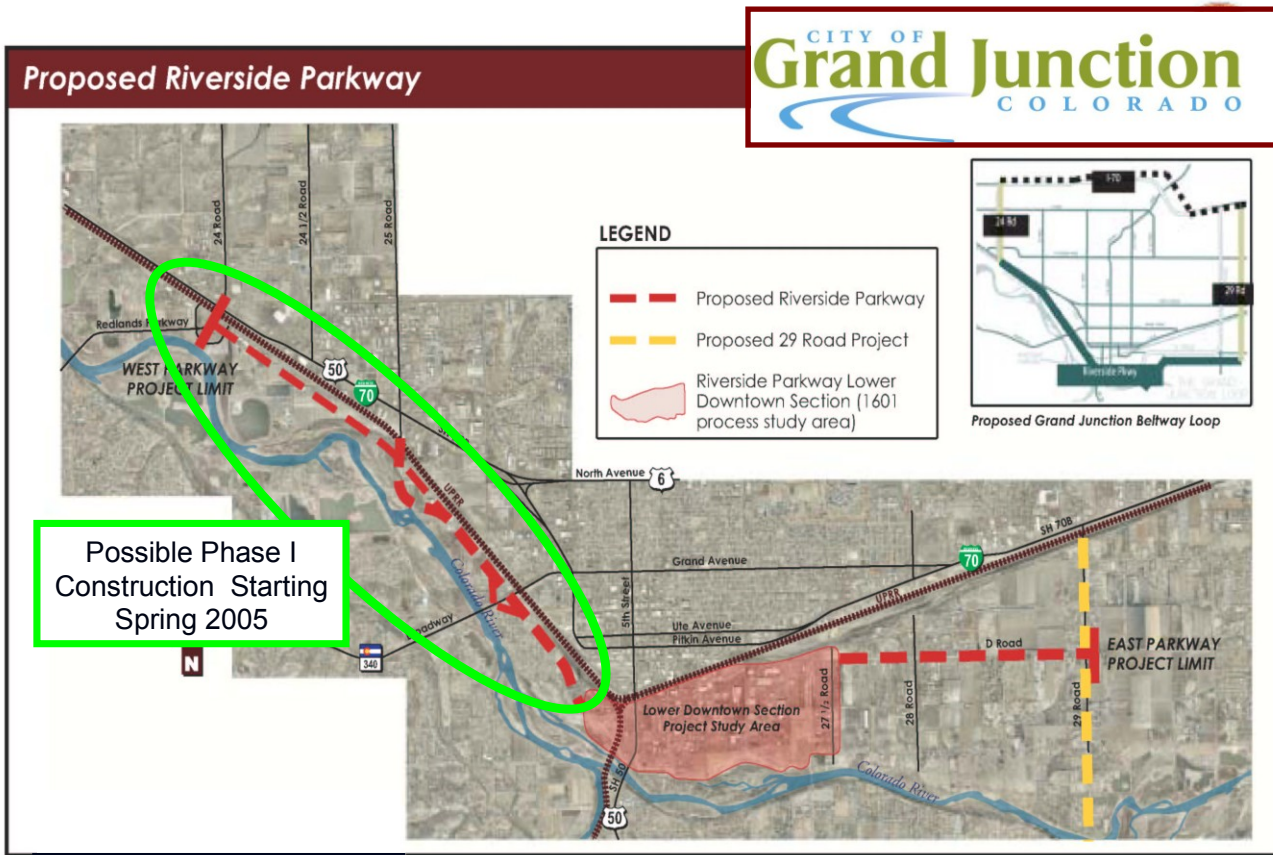 Proposed Riverside Parkway
CITY OF
Grand Junction
COLORADO
24 Road
24 1/2 Road
25 Road
Redlands Parkway
WEST PARKWAY
PROJECT LIMIT
50
INTERSTATE
70
UPRR
North Avenue
6
LEGEND
Proposed Riverside Parkway
Proposed 29 Road Project
Riverside Parkway Lower
Downtown Section (1601
process study area)
I-70
24 Rd
29 Rd
Riverside Pkwy
Proposed Grand Junction Beltway Loop
Possible Phase I
Construction Starting
Spring 2005
N
340
Colorado River
Grand Avenue
5th Street
Ute Avenue
Pitkin Avenue
70
SH 70B
UPRR
D Road
EAST PARKWAY
PROJECT LIMIT
Lower Downtown Section
Project Study Area
27 1/2 Road
28 Road
29 Road
SH 50
50
Colorado River